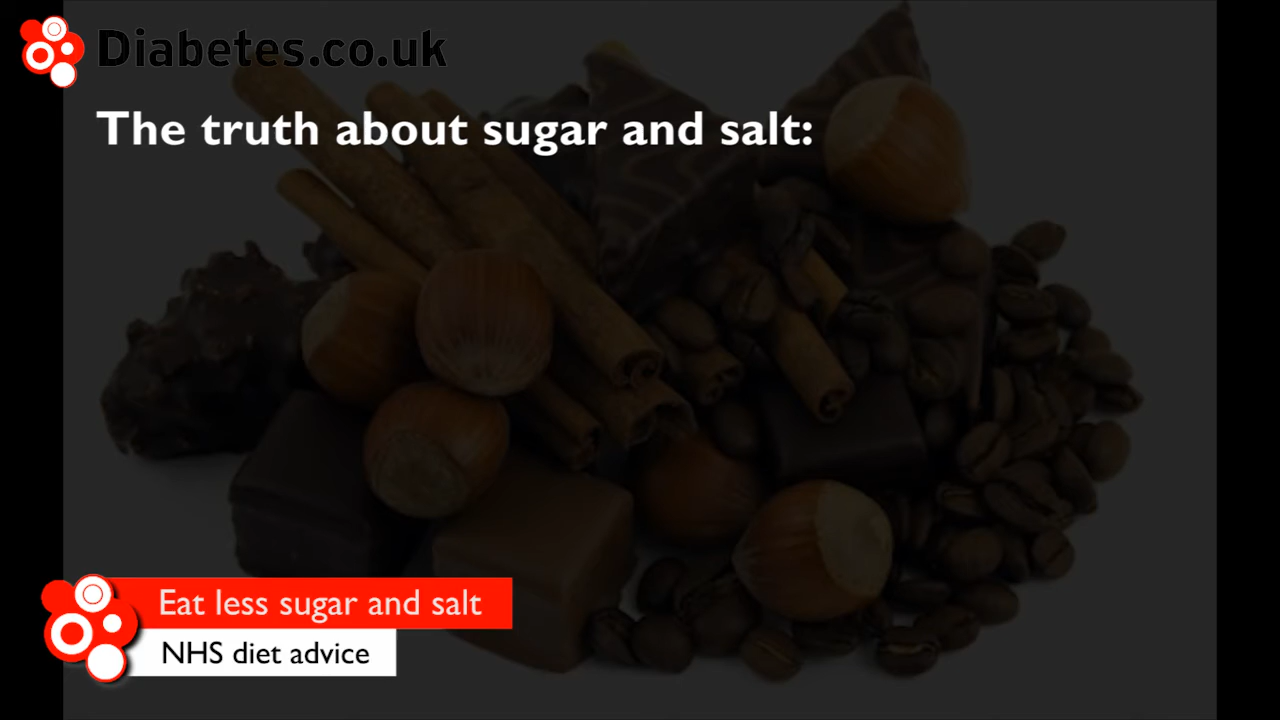 Diabetes.co.uk
The truth about sugar and salt:
Eat less sugar and salt
NHS diet advice